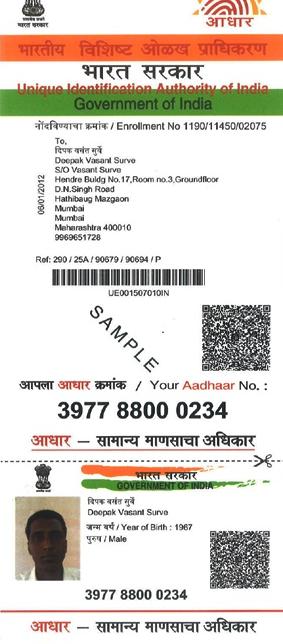 भारत सरकार
आधार
भारतीय विशिष्ट ओळख प्राधिकरण
भारत सरकार
Unique Identification Authority of India
Government of India
नोंदविण्याचा क्रमांक / Enrollment No 1190/11450/02075
To,
दिपक वसंत सुर्वे
Deepak Vasant Surve
S/O Vasant Surve
Hendre Buldg No.17,Room no.3,Groundfloor
D.N.Singh Road
Hathibaug Mazgaon
Mumbai
Mumbai
Maharashtra 400010
9969651728
06/01/2012
Ref: 290 / 25A / 90679 / 90694 / P
UE001507010IN
SAMPLE
आपला आधार क्रमांक / Your Aadhaar No. :
3977 8800 0234
आधार – सामान्य माणसाचा अधिकार
भारत सरकार
GOVERNMENT OF INDIA
दिपक वसंत सुर्वे
Deepak Vasant Surve
जन्म वर्ष / Year of Birth : 1967
पुरुष / Male
3977 8800 0234
आधार – सामान्य माणसाचा अधिकार